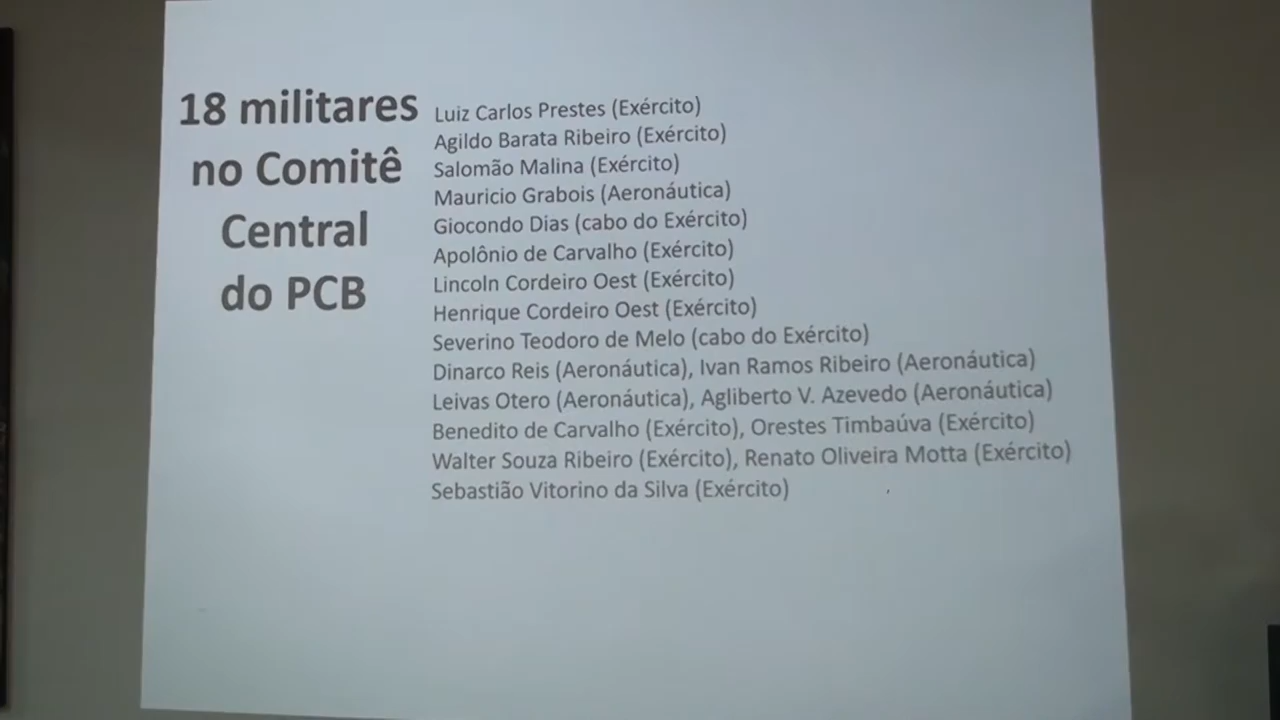 18 militares
no Comitê
Central
do PCB
Luiz Carlos Prestes (Exército)
Agildo Barata Ribeiro (Exército)
Salomão Malina (Exército)
Mauricio Grabois (Aeronáutica)
Giocondo Dias (cabo do Exército)
Apolônio de Carvalho (Exército)
Lincoln Cordeiro Oest (Exército)
Henrique Cordeiro Oest (Exército)
Severino Teodoro de Melo (cabo do Exército)
Dinarco Reis (Aeronáutica), Ivan Ramos Ribeiro (Aeronáutica)
Leivas Otero (Aeronáutica), Agliberto V. Azevedo (Aeronáutica)
Benedito de Carvalho (Exército), Orestes Timbaúva (Exército)
Walter Souza Ribeiro (Exército), Renato Oliveira Motta (Exército)
Sebastião Vitorino da Silva (Exército)